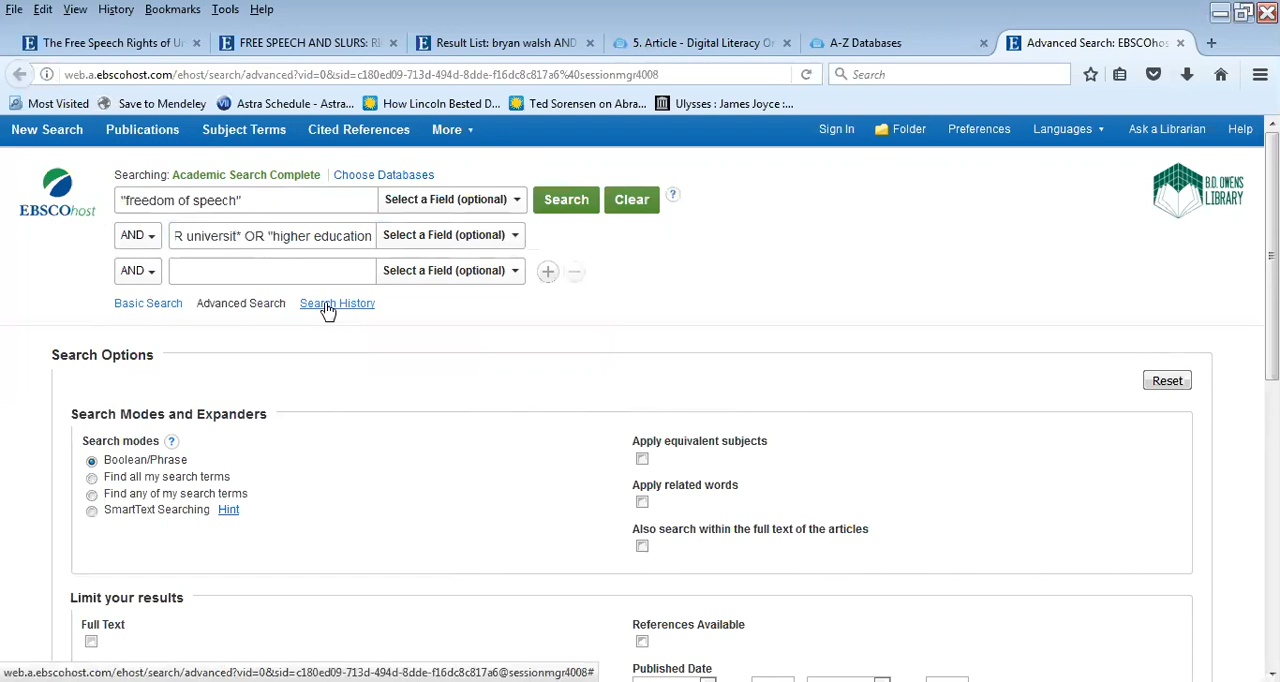 File Edit View History Bookmarks Tools Help
The Free Speech Rights of Un
FREE SPEECH AND SLURS: RI
Result List: bryan walsh AND
5. Article - Digital Literacy O
A-Z Databases
Advanced Search: EBSCOhos
web.a.ebscohost.com/ehost/search/advanced?vid=0&sid=c180ed09-713d-494d-8dde-f16dc8c817a6%40sessionmgr4008
Search
Most Visited Save to Mendeley Astra Schedule - Astra... How Lincoln Bested D... Ted Sorensen on Abra... Ulysses : James Joyce :...
New Search Publications Subject Terms Cited References More Sign In Folder Preferences Languages Ask a Librarian Help
EBSCOhost
Searching: Academic Search Complete Choose Databases
"freedom of speech" Select a Field (optional) Search Clear ?
AND R universit* OR "higher education Select a Field (optional)
AND Select a Field (optional)
Basic Search Advanced Search Search History
B.D. OWENS
LIBRARY
Search Options
Reset
Search Modes and Expanders
Search modes ?
Boolean/Phrase
Find all my search terms
Find any of my search terms
SmartText Searching Hint
Apply equivalent subjects
Apply related words
Also search within the full text of the articles
Limit your results
Full Text
References Available
Published Date
web.a.ebscohost.com/ehost/search/advanced?vid=0&sid=c180ed09-713d-494d-8dde-f16dc8c817a6@sessionmgr4008#